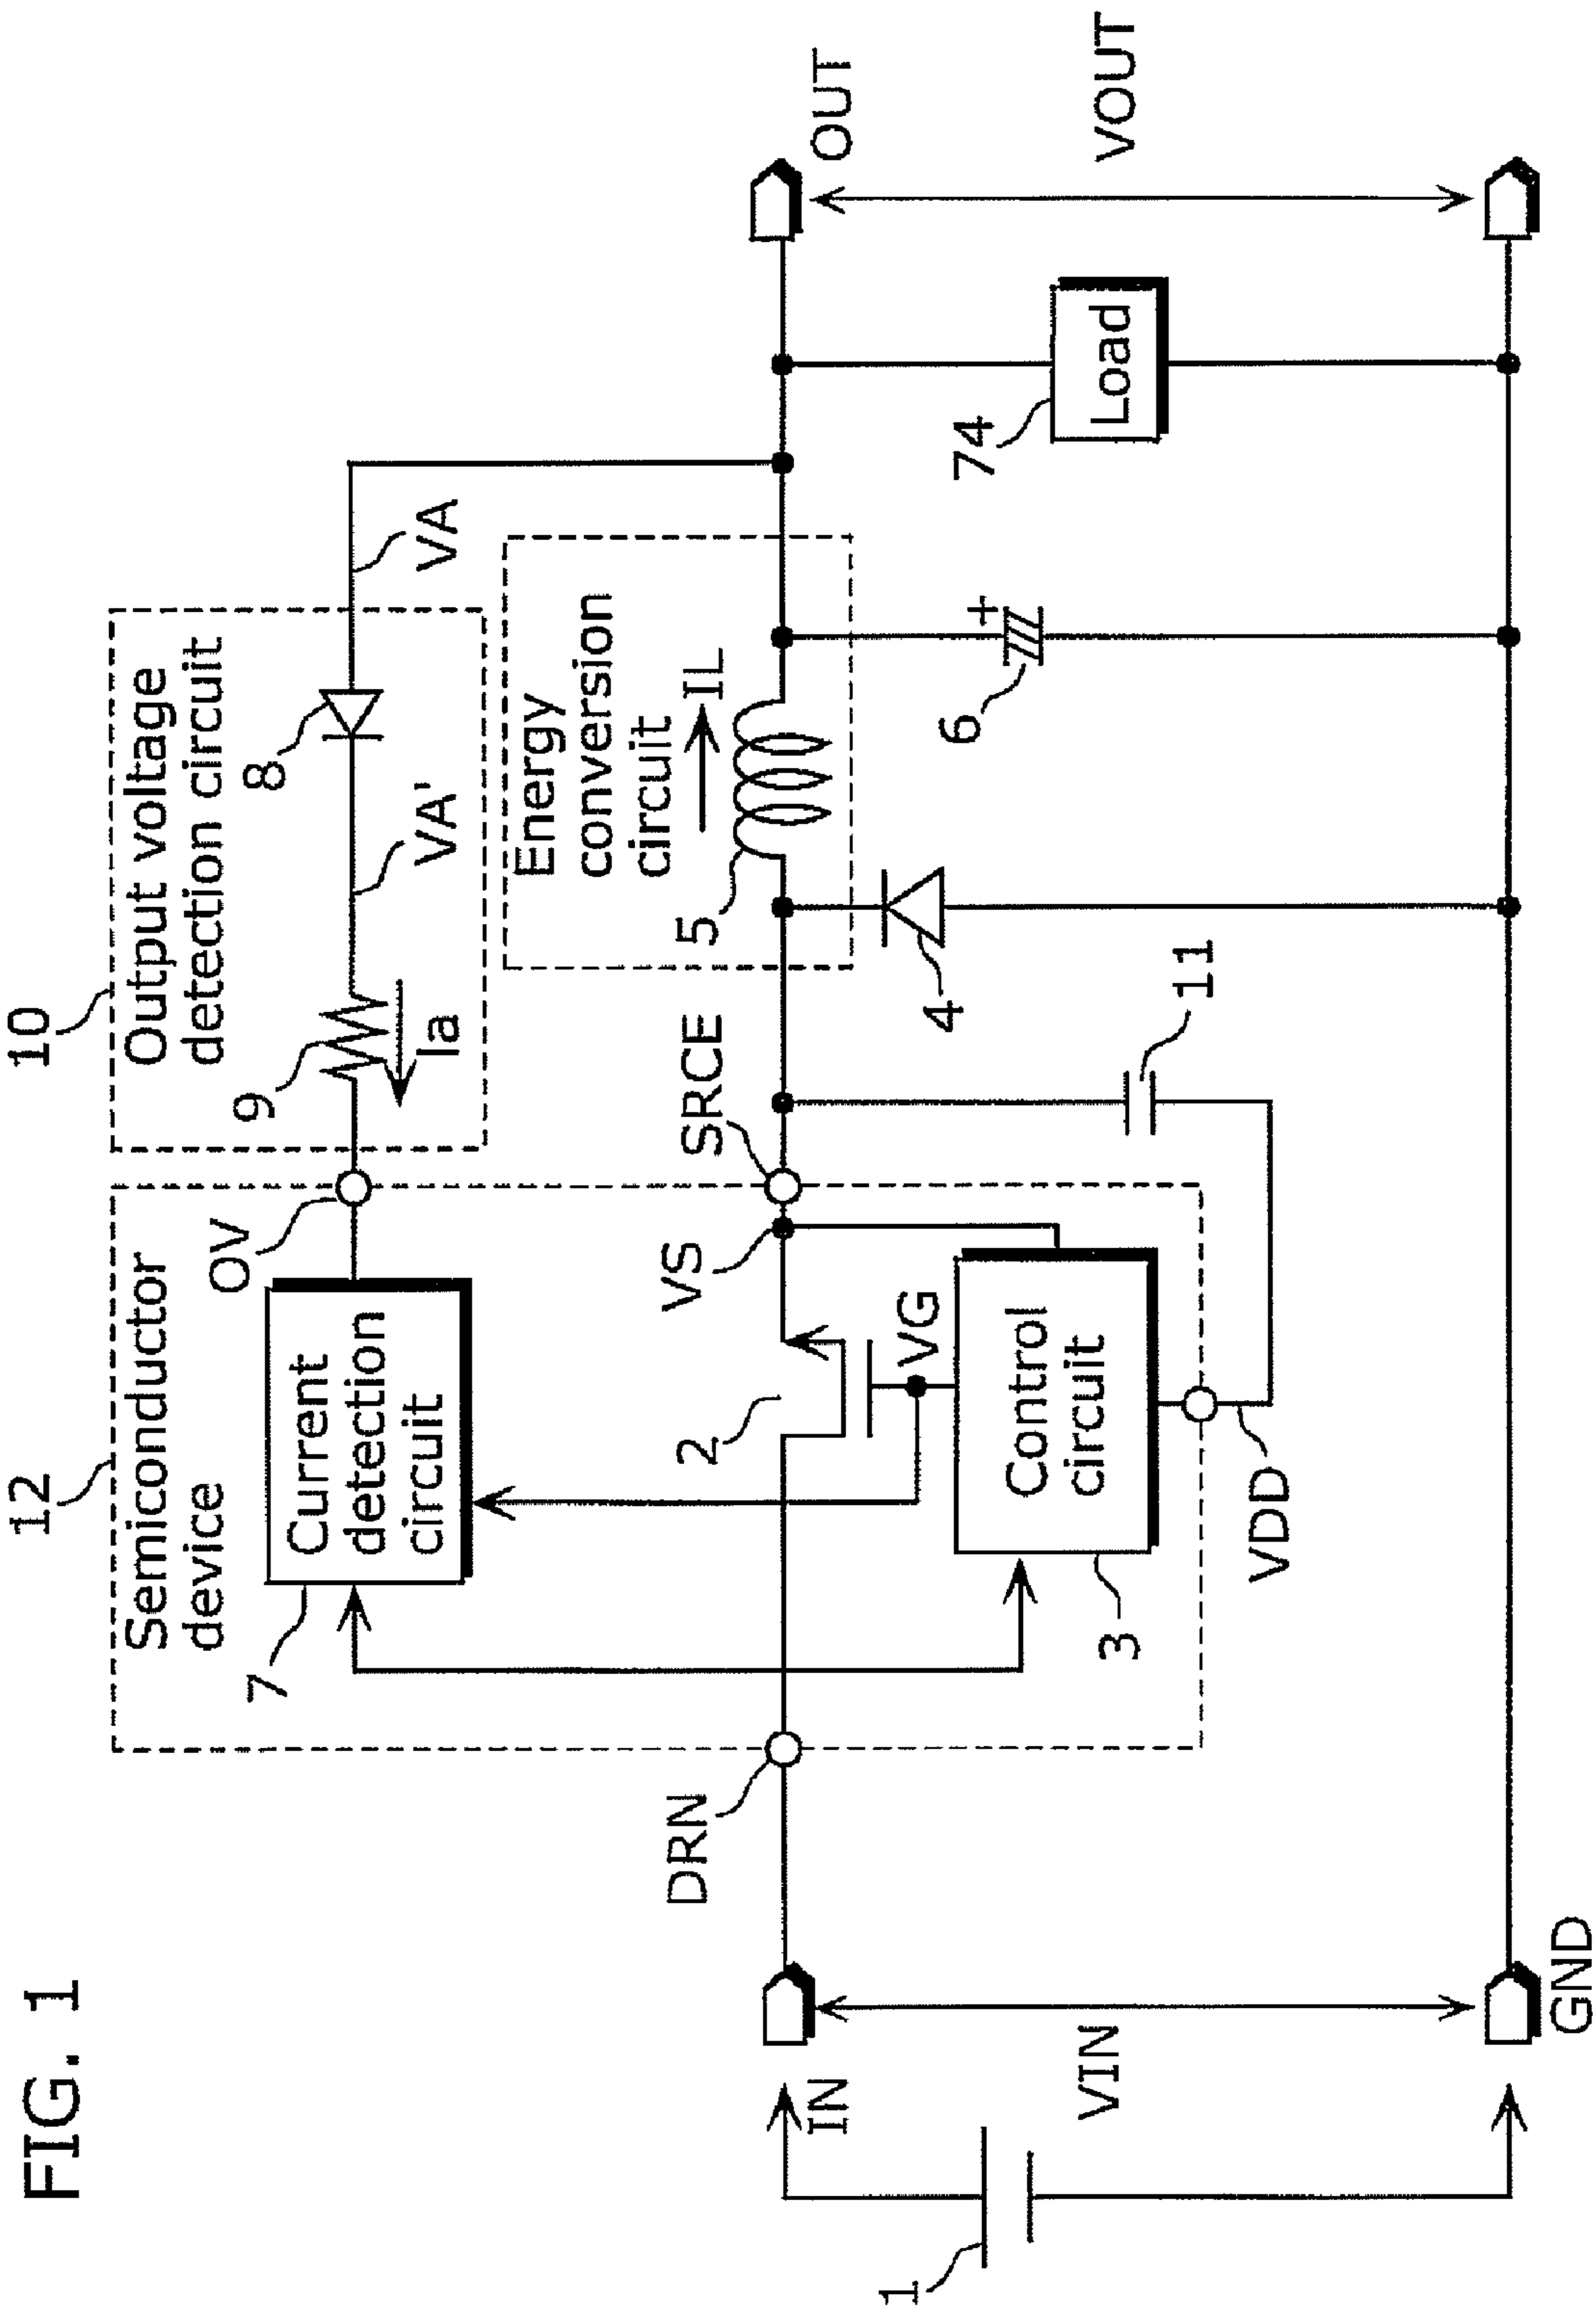 FIG. 1
12
Semiconductor
device
10
Output voltage
detection circuit
7
Current
detection
circuit
OV
9
Ia
VA'
8
VA
Energy
conversion
circuit
IL
5
DRN
2
VS
SRCE
VG
Control
circuit
3
VDD
11
4
6
+
74
Load
OUT
VOUT
1
IN
VIN
GND